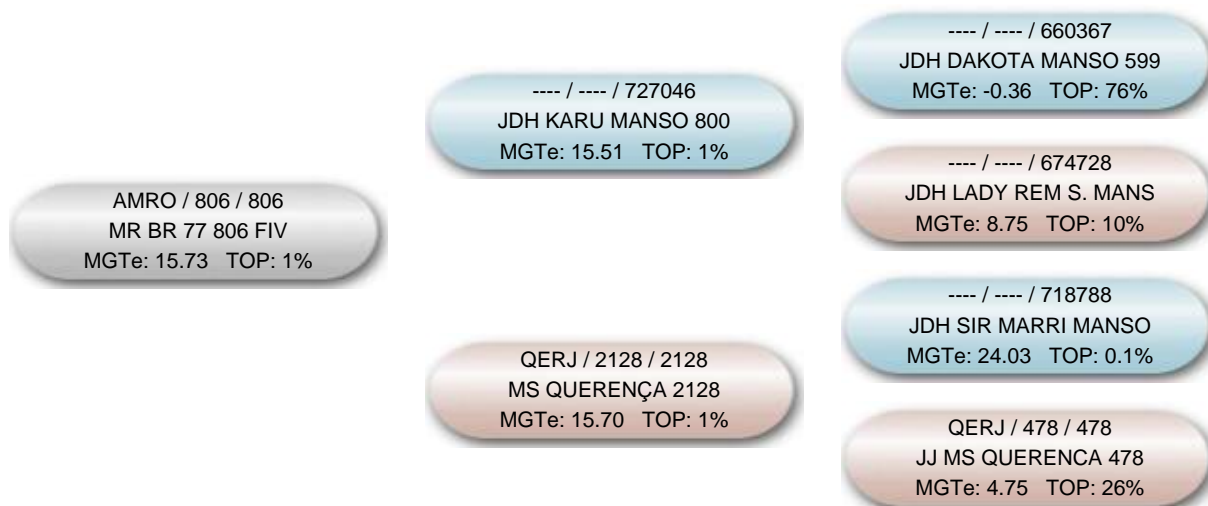 AMRO / 806 / 806
MR BR 77 806 FIV
MGTe: 15.73 TOP: 1%
---- / ---- / 727046
JDH KARU MANSO 800
MGTe: 15.51 TOP: 1%
QERJ / 2128 / 2128
MS QUERENÇA 2128
MGTe: 15.70 TOP: 1%
---- / ---- / 660367
JDH DAKOTA MANSO 599
MGTe: -0.36 TOP: 76%
---- / ---- / 674728
JDH LADY REM S. MANS
MGTe: 8.75 TOP: 10%
---- / ---- / 718788
JDH SIR MARRI MANSO
MGTe: 24.03 TOP: 0.1%
QERJ / 478 / 478
JJ MS QUERENCA 478
MGTe: 4.75 TOP: 26%